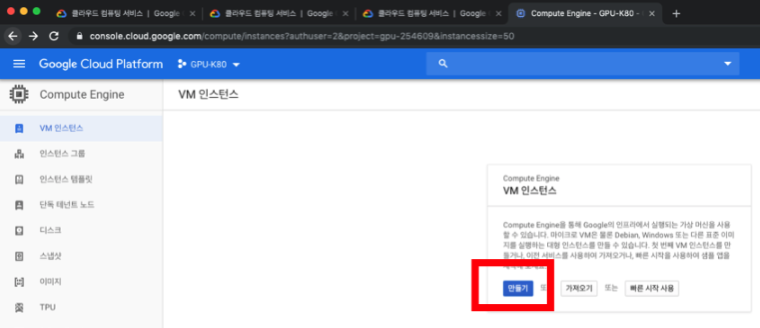 클라우드 컴퓨팅 서비스 | Google
클라우드 컴퓨팅 서비스 | Google
클라우드 컴퓨팅 서비스 | Google
Compute Engine - GPU-K80 -
console.cloud.google.com/compute/instances?authuser=2&project=gpu-254609&instancessize=50
Google Cloud Platform
GPU-K80
Compute Engine
VM 인스턴스
VM 인스턴스
인스턴스 그룹
인스턴스 템플릿
단독 테넌트 노드
디스크
스냅샷
이미지
TPU
Compute Engine
VM 인스턴스
Compute Engine을 통해 Google의 인프라에서 실행되는 가상 머신을 사용
할 수 있습니다. 마이크로 VM은 물론 Debian, Windows 또는 다른 표준 이미
지를 실행하는 대형 인스턴스를 만들 수 있습니다. 첫 번째 VM 인스턴스를 만
들거나, 이전 서비스를 사용하여 가져오거나, 빠른 시작을 사용하여 샘플 앱을
만들기
가져오기 또는 빠른 시작 사용